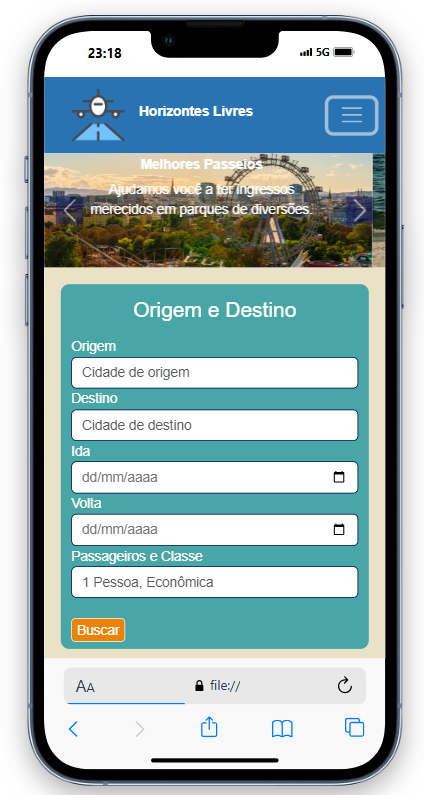 23:18
5G
Horizontes Livres
Melhores Passeios
Ajudamos você a ter ingressos
merecidos em parques de diversões.
Origem e Destino
Origem
Cidade de origem
Destino
Cidade de destino
Ida
dd/mm/aaaa
Volta
dd/mm/aaaa
Passageiros e Classe
1 Pessoa, Econômica
Buscar
AA
file://